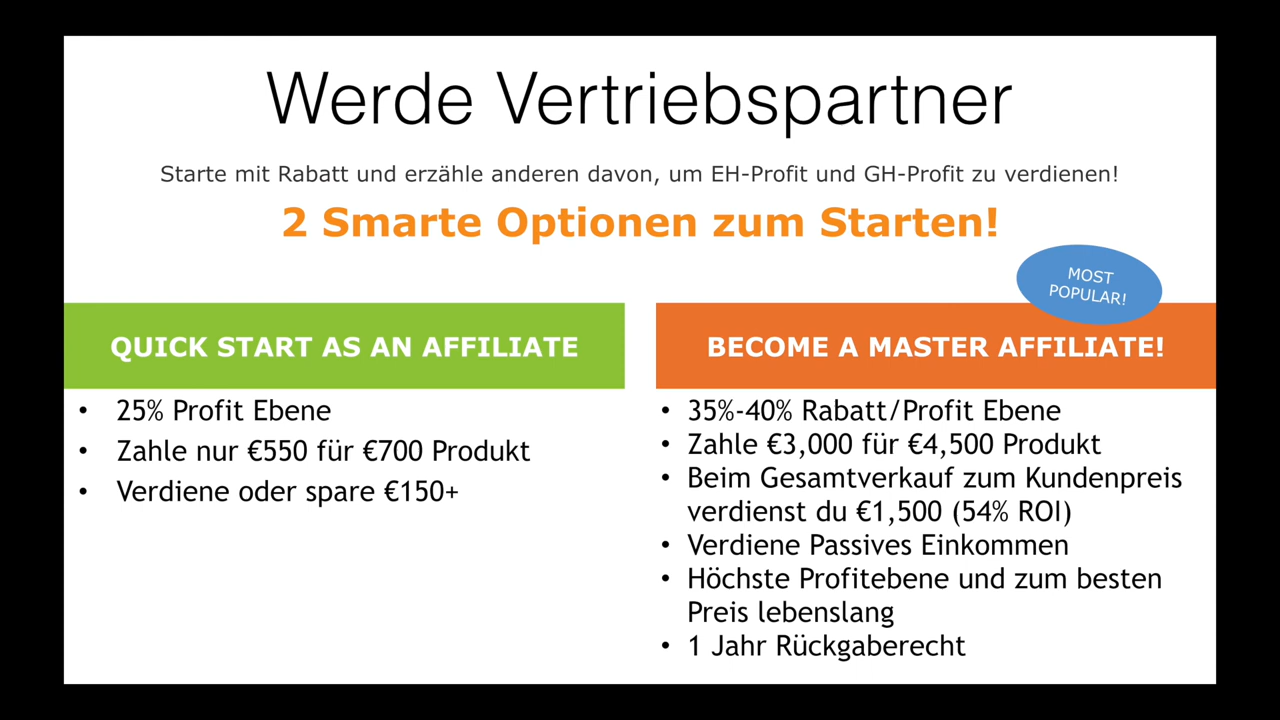 Werde Vertriebspartner
Starte mit Rabatt und erzähle anderen davon, um EH-Profit und GH-Profit zu verdienen!
2 Smarte Optionen zum Starten!
MOST
POPULAR!
QUICK START AS AN AFFILIATE
• 25% Profit Ebene
• Zahle nur €550 für €700 Produkt
• Verdiene oder spare €150+
BECOME A MASTER AFFILIATE!
• 35%-40% Rabatt/Profit Ebene
• Zahle €3,000 für €4,500 Produkt
• Beim Gesamtverkauf zum Kundenpreis
verdienst du €1,500 (54% ROI)
• Verdiene Passives Einkommen
• Höchste Profitebene und zum besten
Preis lebenslang
• 1 Jahr Rückgaberecht